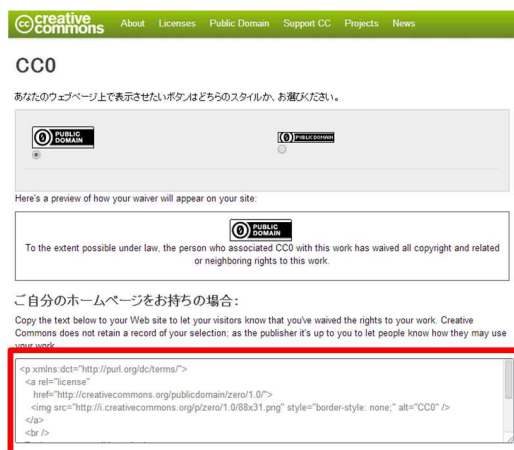 creative commons
About Licenses Public Domain Support CC Projects News
CC0
あなたのウェブページ上で表示させたいボタンはどちらのスタイルか、お選びください。
PUBLIC DOMAIN
PUBLIC DOMAIN
Here's a preview of how your waiver will appear on your site:
PUBLIC DOMAIN
To the extent possible under law, the person who associated CC0 with this work has waived all copyright and related
or neighboring rights to this work.
ご自分のホームページをお持ちの場合:
Copy the text below to your Web site to let your visitors know that you've waived the rights to your work. Creative
Commons does not retain a record of your selection; as the publisher it's up to you to let people know how they may use
your work.
<p xmlns:dct="http://purl.org/dc/terms/">
<a rel="license"
href="http://creativecommons.org/publicdomain/zero/1.0/">
<img src="http://i.creativecommons.org/p/zero/1.0/88x31.png" style="border-style: none;" alt="CC0" />
</a>
<br />